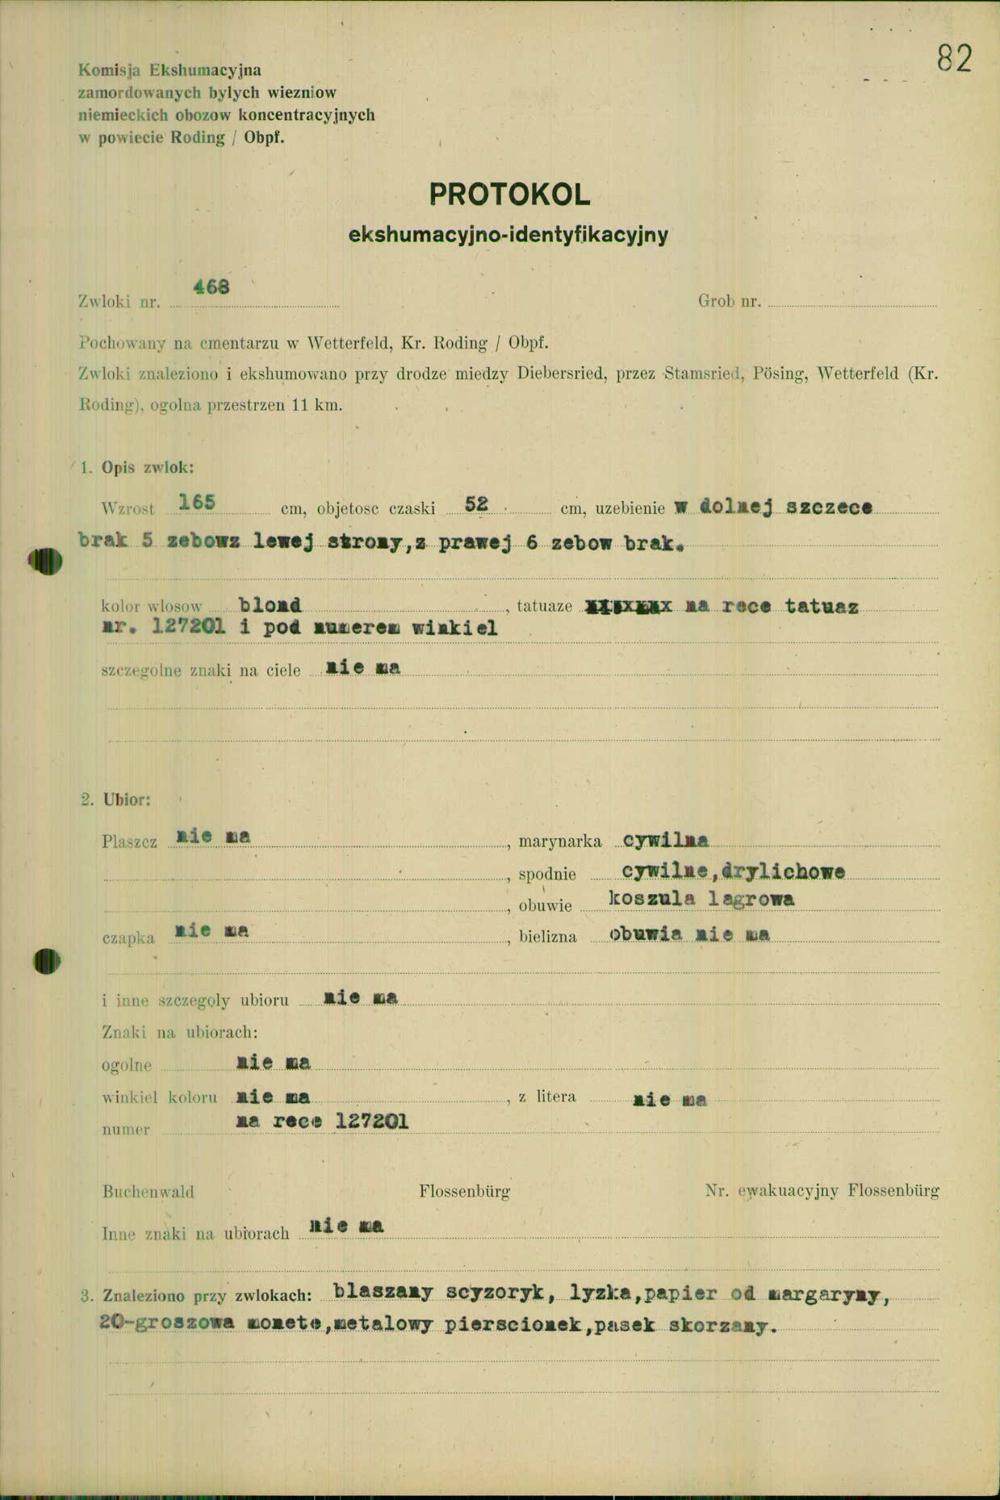 82
Komisja Ekshumacyjna
zamordowanych bylych wiezniow
niemieckich obozow koncentracyjnych
w powiecie Roding / Obpf.
PROTOKOL
ekshumacyjno-identyfikacyjny
Zwloki nr. 468 Grob nr.
Pochowany na cmentarzu w Wetterfeld, Kr. Roding / Obpf.
Zwloki znaleziono i ekshumowano przy drodze miedzy Diebersried, przez Stamsried, Pösing, Wetterfeld (Kr.
Roding), ogolna przestrzen 11 km.
1. Opis zwlok:
Wzrost 165 cm, objetosc czaski 52 cm, uzebienie w dolnej szczece
brak 5 zebowz lewej strony,z prawej 6 zebow brak.
kolor wlosow blond , tatuaze na rece tatuaz
nr. 127201 i pod numerem winkiel
szczegolne znaki na ciele nie ma
2. Ubior:
Plaszcz nie ma , marynarka cywilna
, spodnie cywilne,drylichowe
, obuwie koszula lagrowa
czapka nie ma , bielizna obuwia nie ma
i inne szczegoly ubioru nie ma
Znaki na ubiorach:
ogolne nie ma
winkiel koloru nie ma , z litera nie ma
numer na rece 127201
Buchenwald Flossenbürg Nr. ewakuacyjny Flossenbürg
Inne znaki na ubiorach nie ma
3. Znaleziono przy zwlokach: blaszany scyzoryk, lyzka,papier od margaryny,
20-groszowa monete,metalowy pierscionek,pasek skorzany.